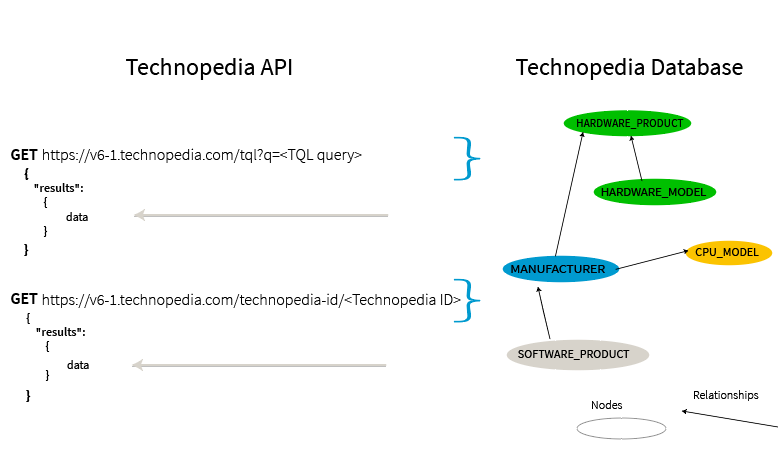 Technopedia API
GET https://v6-1.technopedia.com/tql?q=<TQL query>
{
"results":
{
data
}
}
GET https://v6-1.technopedia.com/technopedia-id/<Technopedia ID>
{
"results":
{
data
}
}
Technopedia Database
HARDWARE_PRODUCT
HARDWARE_MODEL
CPU_MODEL
MANUFACTURER
SOFTWARE_PRODUCT
Relationships
Nodes